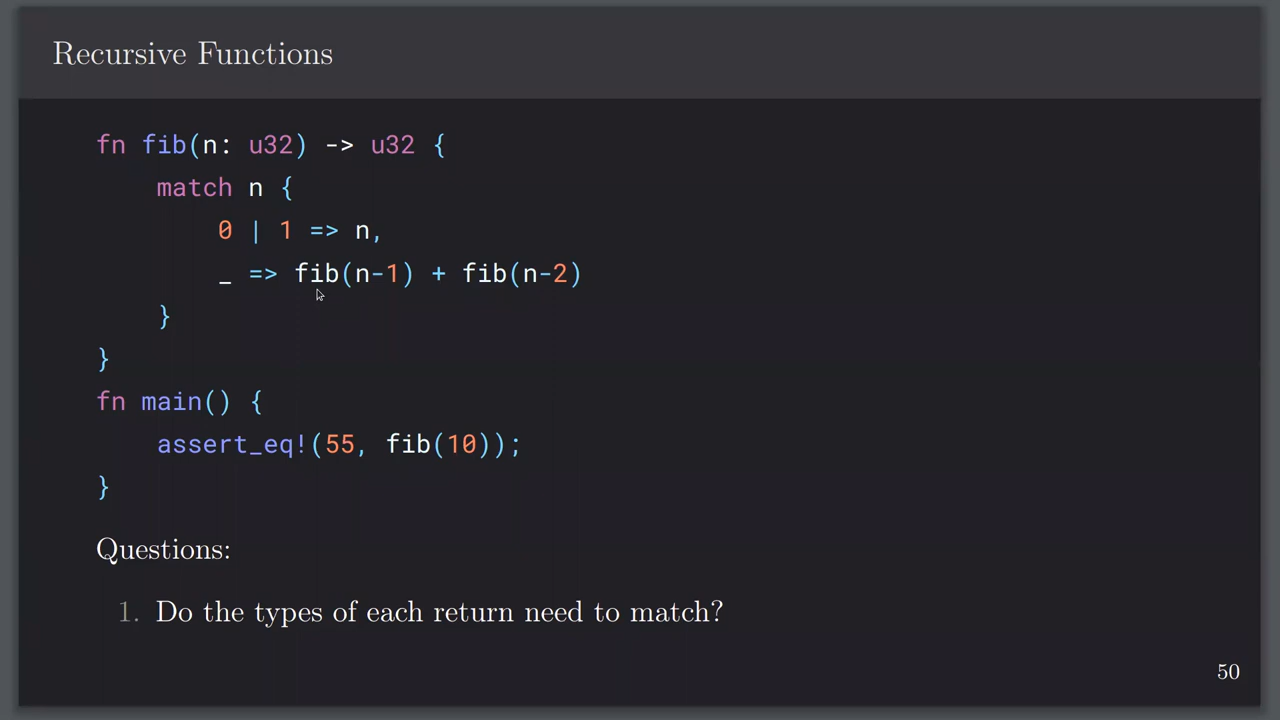 Recursive Functions
fn fib(n: u32) -> u32 {
    match n {
        0 | 1 => n,
        _ => fib(n-1) + fib(n-2)
    }
}
fn main() {
    assert_eq!(55, fib(10));
}
Questions:
1. Do the types of each return need to match?
50